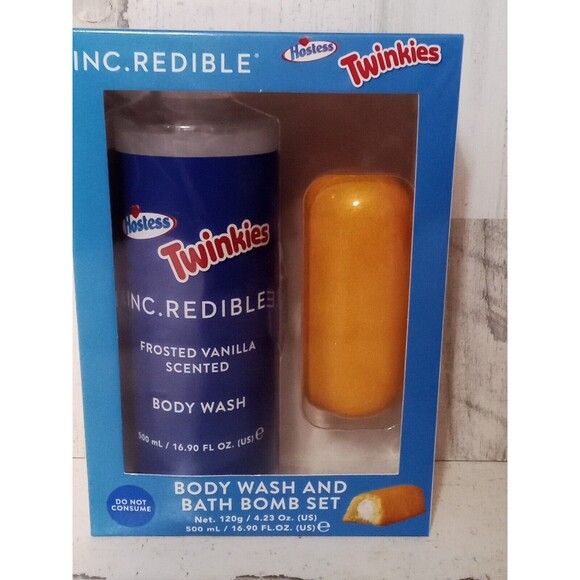 INC.REDIBLE®
Hostess
Twinkies
Hostess
Twinkies
INC.REDIBLE
FROSTED VANILLA
SCENTED
BODY WASH
500 mL / 16.90 FL OZ. (US) ℮
DO NOT
CONSUME
BODY WASH AND
BATH BOMB SET
Net. 120g / 4.23 Oz. (US)
500 mL / 16.90 FL OZ. (US) ℮